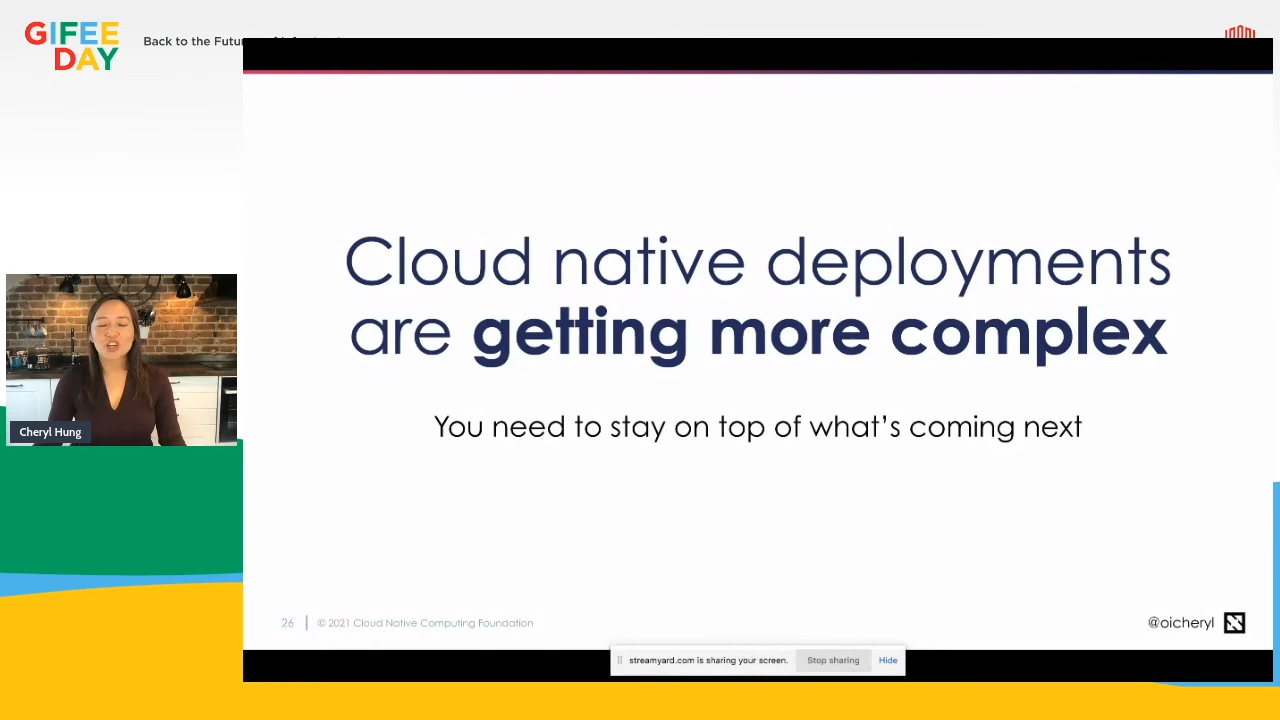 GIFEE
DAY
Back to the
Cloud native deployments
are getting more complex
You need to stay on top of what's coming next
Cheryl Hung
26
© 2021 Cloud Native Computing Foundation
@oicheryl
streamyard.com is sharing your screen.
Stop sharing
Hide